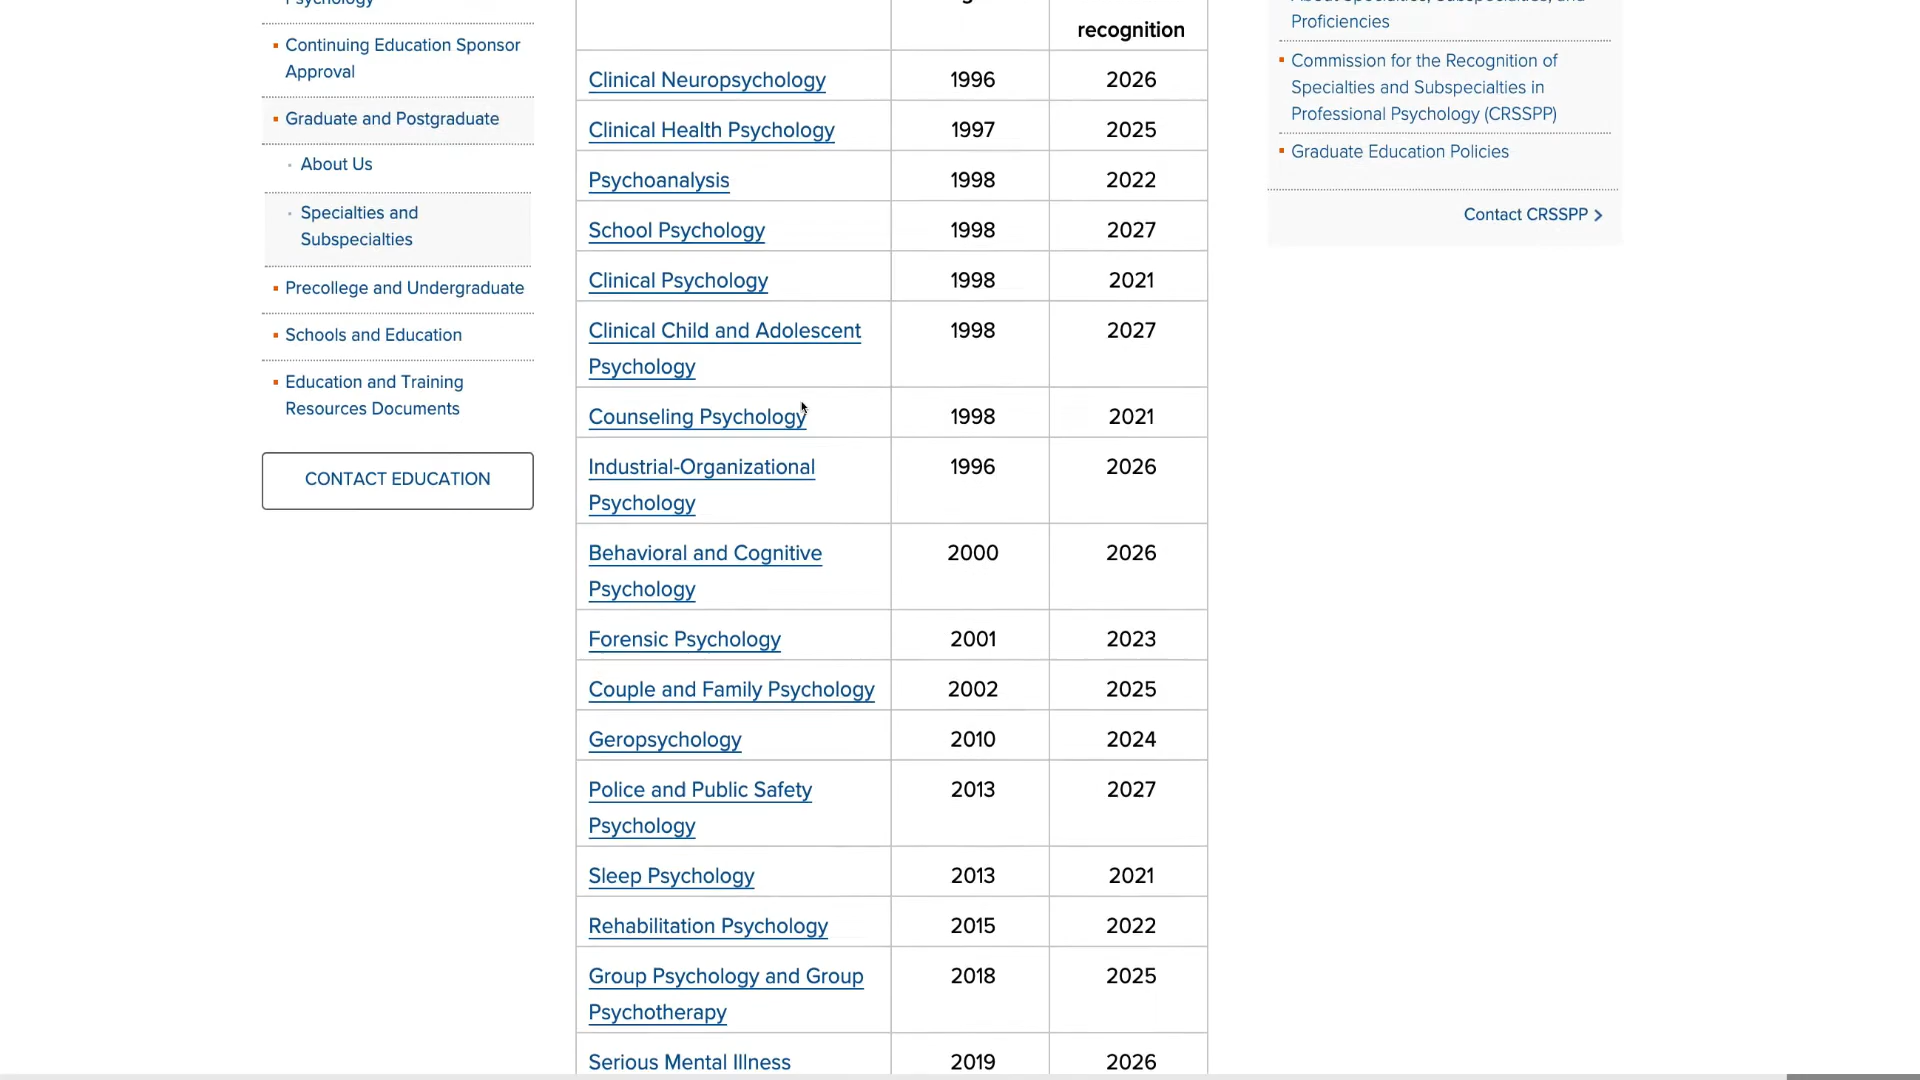 Psychology
Continuing Education Sponsor
Approval
Graduate and Postgraduate
About Us
Specialties and
Subspecialties
Precollege and Undergraduate
Schools and Education
Education and Training
Resources Documents
CONTACT EDUCATION
recognition
Clinical Neuropsychology 1996 2026
Clinical Health Psychology 1997 2025
Psychoanalysis 1998 2022
School Psychology 1998 2027
Clinical Psychology 1998 2021
Clinical Child and Adolescent 1998 2027
Psychology
Counseling Psychology 1998 2021
Industrial-Organizational 1996 2026
Psychology
Behavioral and Cognitive 2000 2026
Psychology
Forensic Psychology 2001 2023
Couple and Family Psychology 2002 2025
Geropsychology 2010 2024
Police and Public Safety 2013 2027
Psychology
Sleep Psychology 2013 2021
Rehabilitation Psychology 2015 2022
Group Psychology and Group 2018 2025
Psychotherapy
Serious Mental Illness 2019 2026
About Specialties, Subspecialties, and
Proficiencies
Commission for the Recognition of
Specialties and Subspecialties in
Professional Psychology (CRSSPP)
Graduate Education Policies
Contact CRSSPP